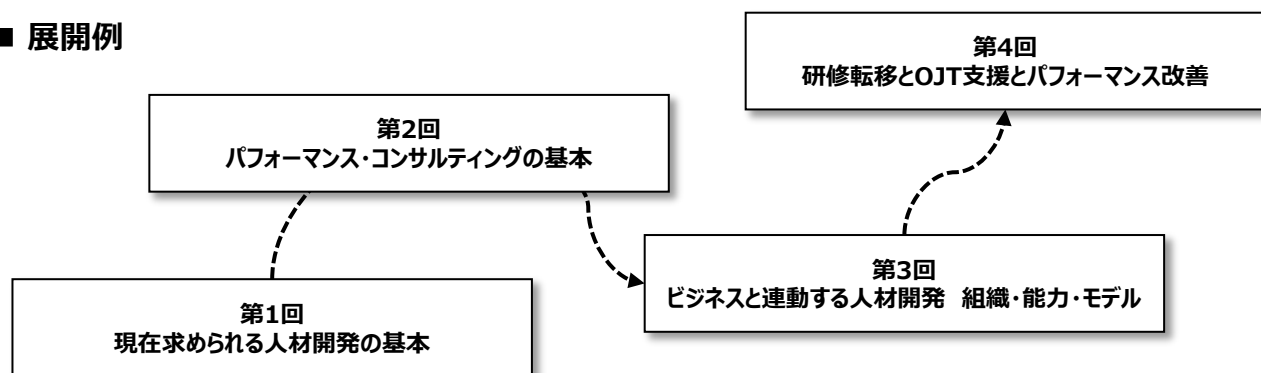 ■ 展開例
第4回
研修転移とOJT支援とパフォーマンス改善
第2回
パフォーマンス・コンサルティングの基本
第3回
ビジネスと連動する人材開発 組織・能力・モデル
第1回
現在求められる人材開発の基本